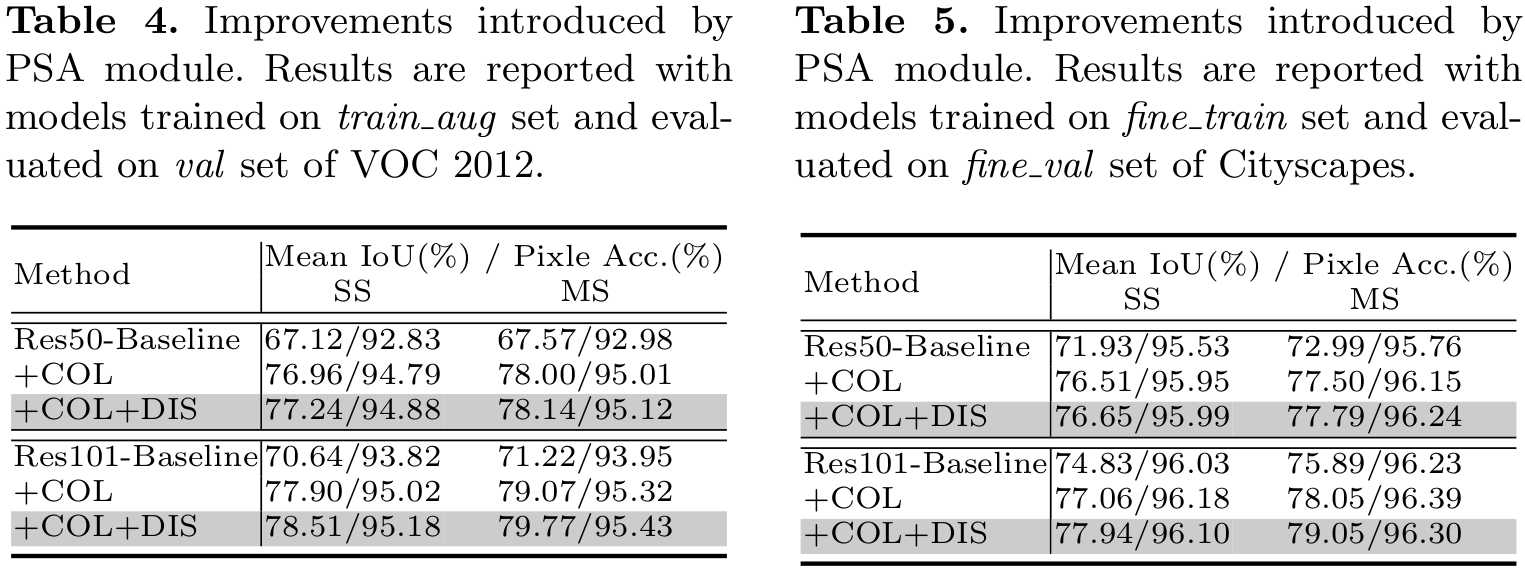 Table 4. Improvements introduced by
PSA module. Results are reported with
models trained on train_aug set and eval-
uated on val set of VOC 2012.
Method Mean IoU(%) / Pixle Acc.(%)
SS MS
Res50-Baseline 67.12/92.83 67.57/92.98
+COL 76.96/94.79 78.00/95.01
+COL+DIS 77.24/94.88 78.14/95.12
Res101-Baseline 70.64/93.82 71.22/93.95
+COL 77.90/95.02 79.07/95.32
+COL+DIS 78.51/95.18 79.77/95.43
Table 5. Improvements introduced by
PSA module. Results are reported with
models trained on fine_train set and eval-
uated on fine_val set of Cityscapes.
Method Mean IoU(%) / Pixle Acc.(%)
SS MS
Res50-Baseline 71.93/95.53 72.99/95.76
+COL 76.51/95.95 77.50/96.15
+COL+DIS 76.65/95.99 77.79/96.24
Res101-Baseline 74.83/96.03 75.89/96.23
+COL 77.06/96.18 78.05/96.39
+COL+DIS 77.94/96.10 79.05/96.30